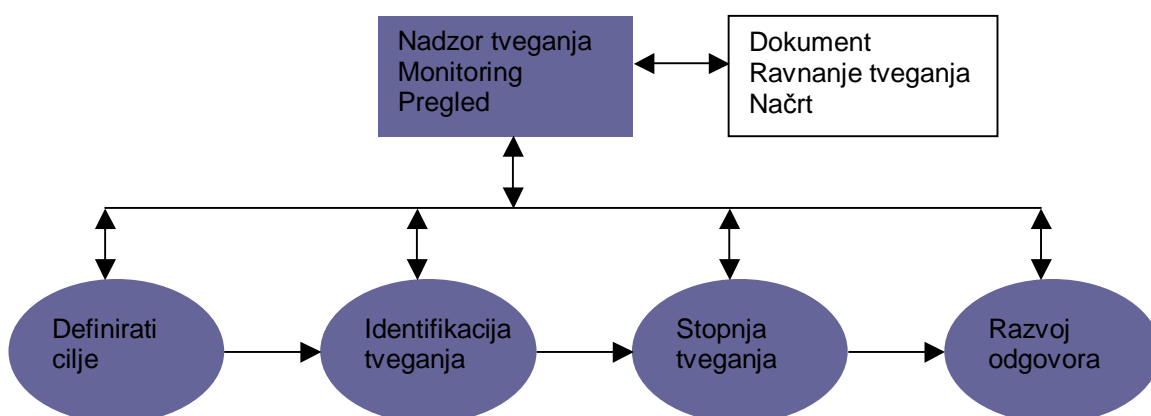 Nadzor tveganja
Monitoring
Pregled
Dokument
Ravnanje tveganja
Načrt
Definirati
cilje
Identifikacija
tveganja
Stopnja
tveganja
Razvoj
odgovora